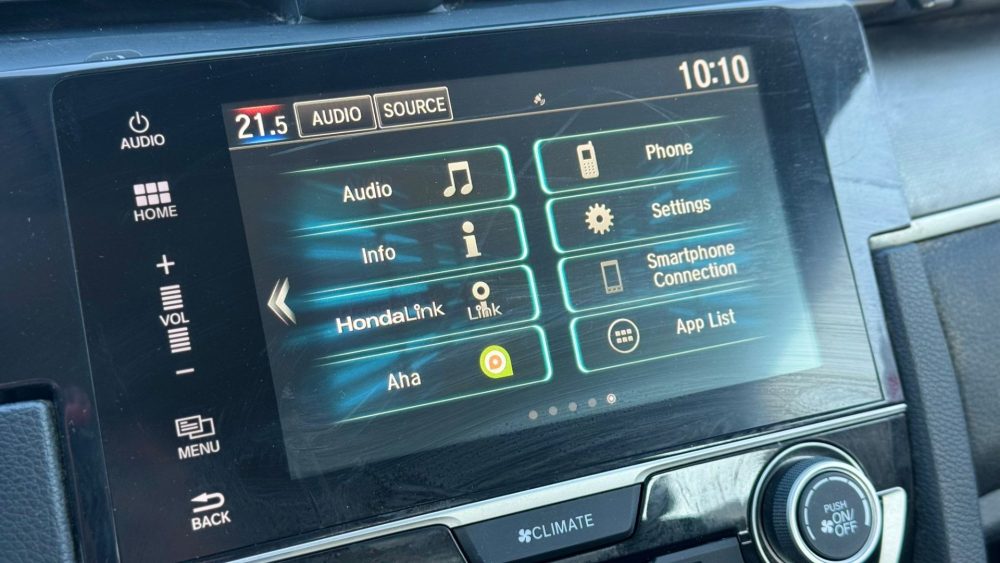 21.5 AUDIO SOURCE 10:10
AUDIO
HOME
+
VOL
−
MENU
BACK
Audio
Info
HondaLink Link
Aha
Phone
Settings
Smartphone
Connection
App List
CLIMATE
PUSH
ON/
OFF